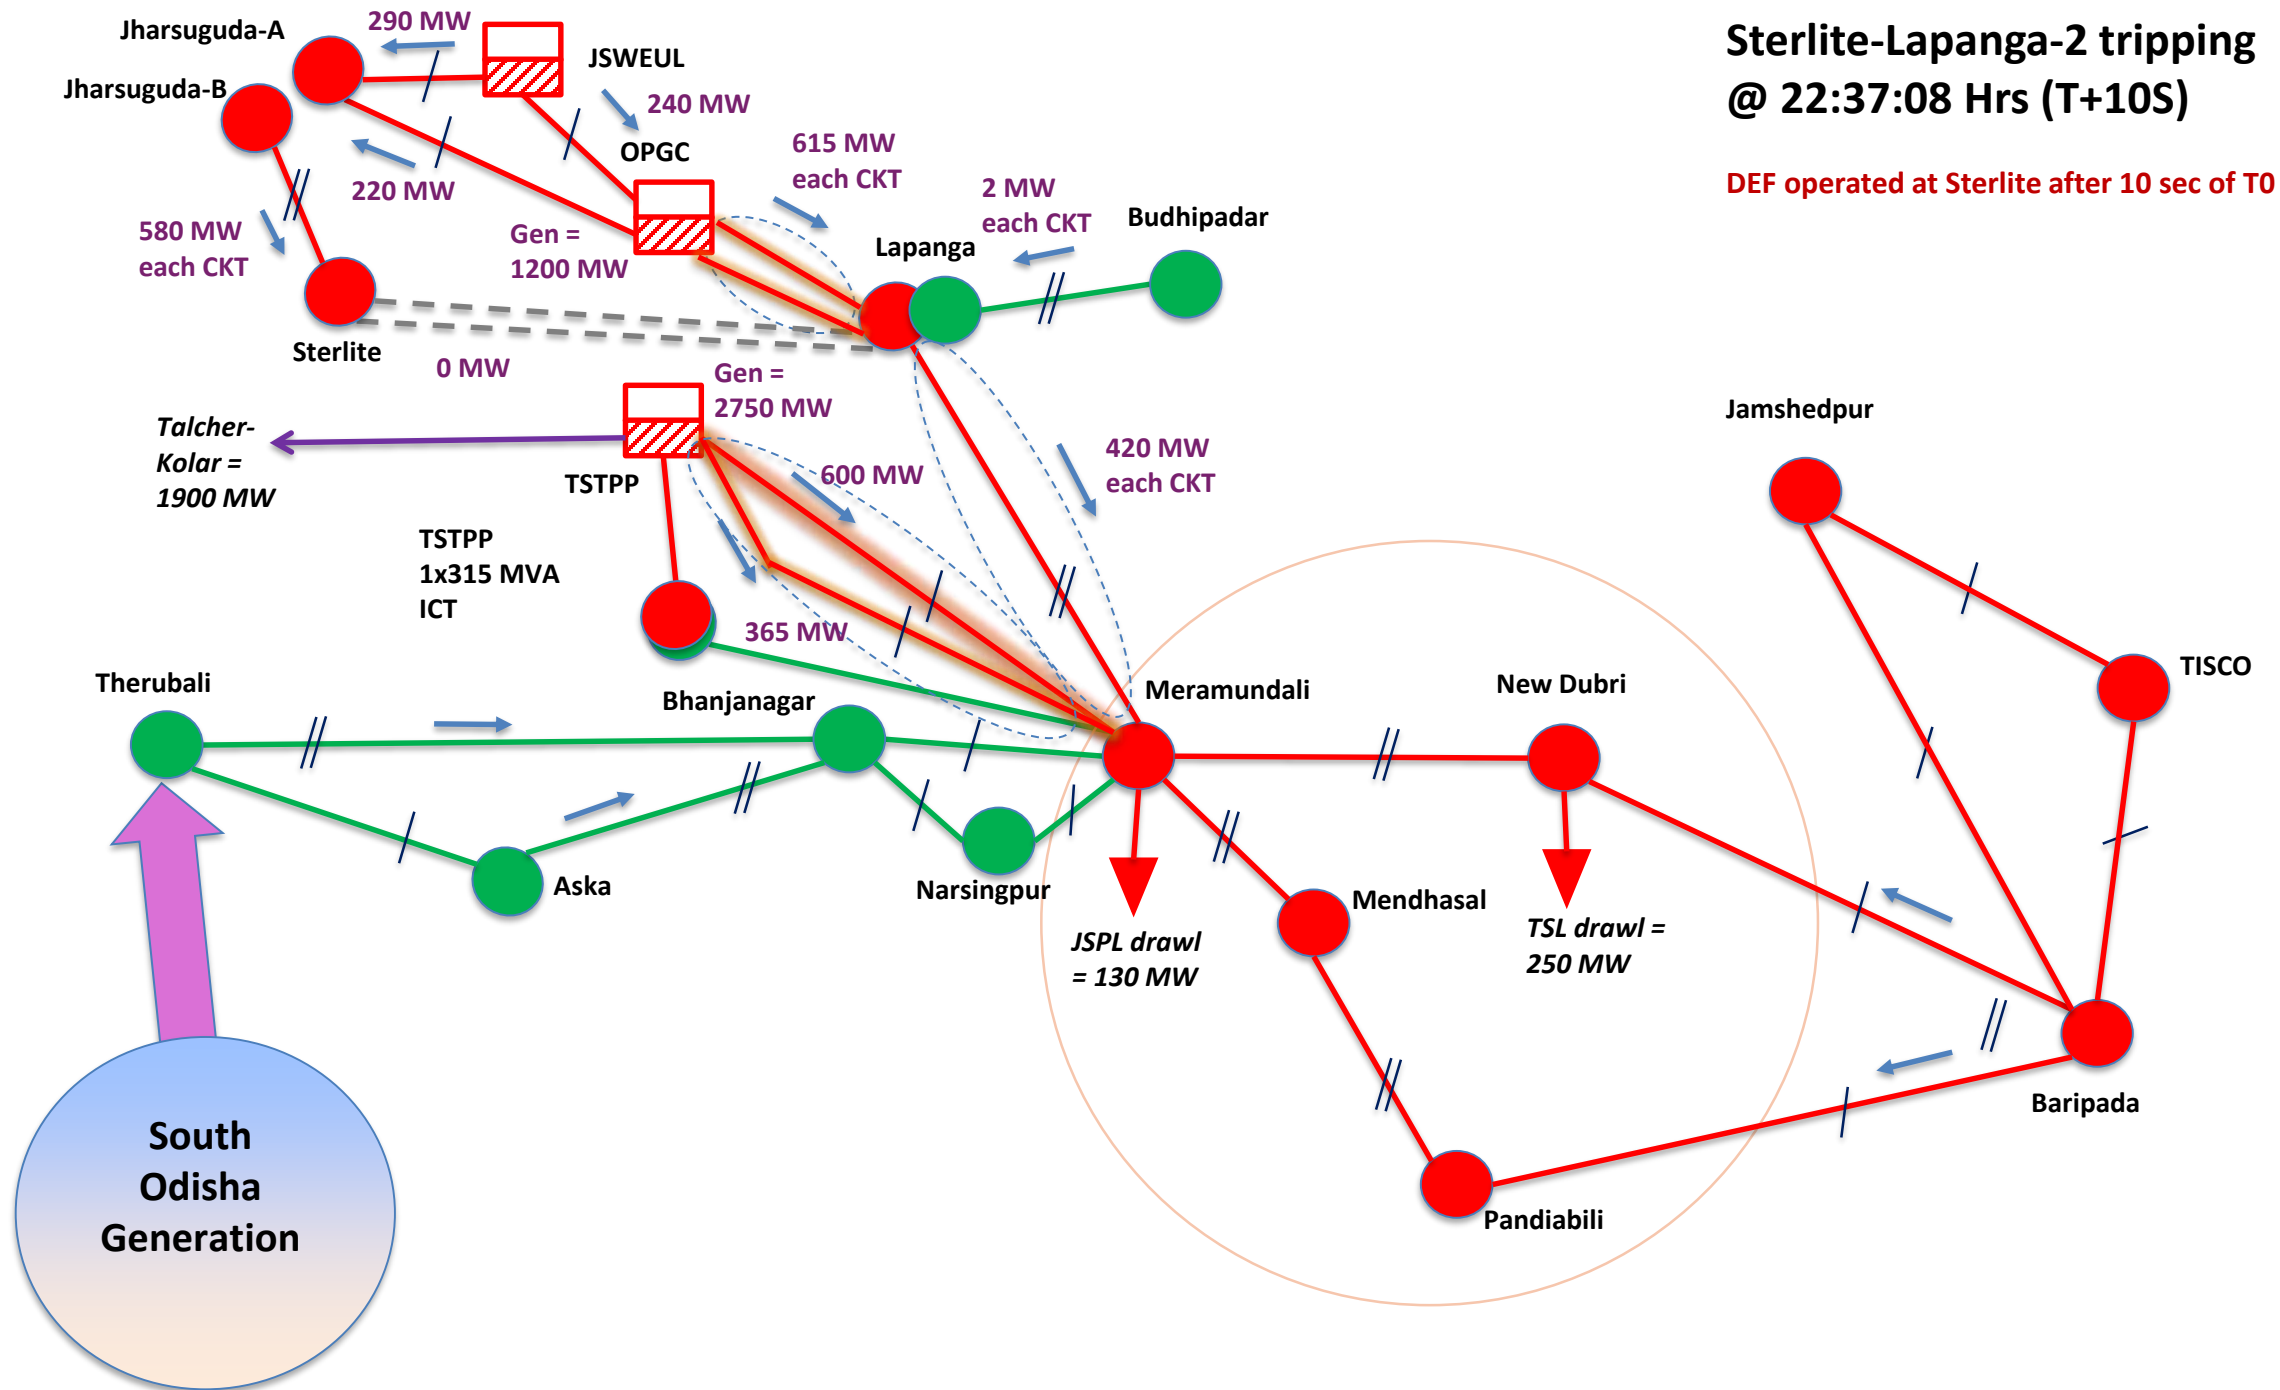 Sterlite-Lapanga-2 tripping
@ 22:37:08 Hrs (T+10S)
DEF operated at Sterlite after 10 sec of T0
Jharsuguda-A
290 MW
JSWEUL
Jharsuguda-B
240 MW
OPGC
220 MW
615 MW
each CKT
2 MW
each CKT
Budhipadar
580 MW
each CKT
Gen =
1200 MW
Lapanga
Sterlite
0 MW
Gen =
2750 MW
Talcher-
Kolar =
1900 MW
TSTPP
600 MW
420 MW
each CKT
Jamshedpur
TSTPP
1x315 MVA
ICT
365 MW
Therubali
Bhanjanagar
Meramundali
New Dubri
TISCO
Aska
Narsingpur
Mendhasal
JSPL drawl
= 130 MW
TSL drawl =
250 MW
Baripada
Pandiabili
South
Odisha
Generation